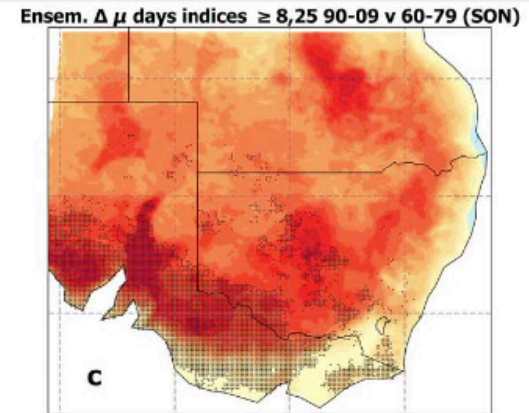 Ensem. Δ μ days indices ≥ 8,25 90-09 v 60-79 (SON)
C